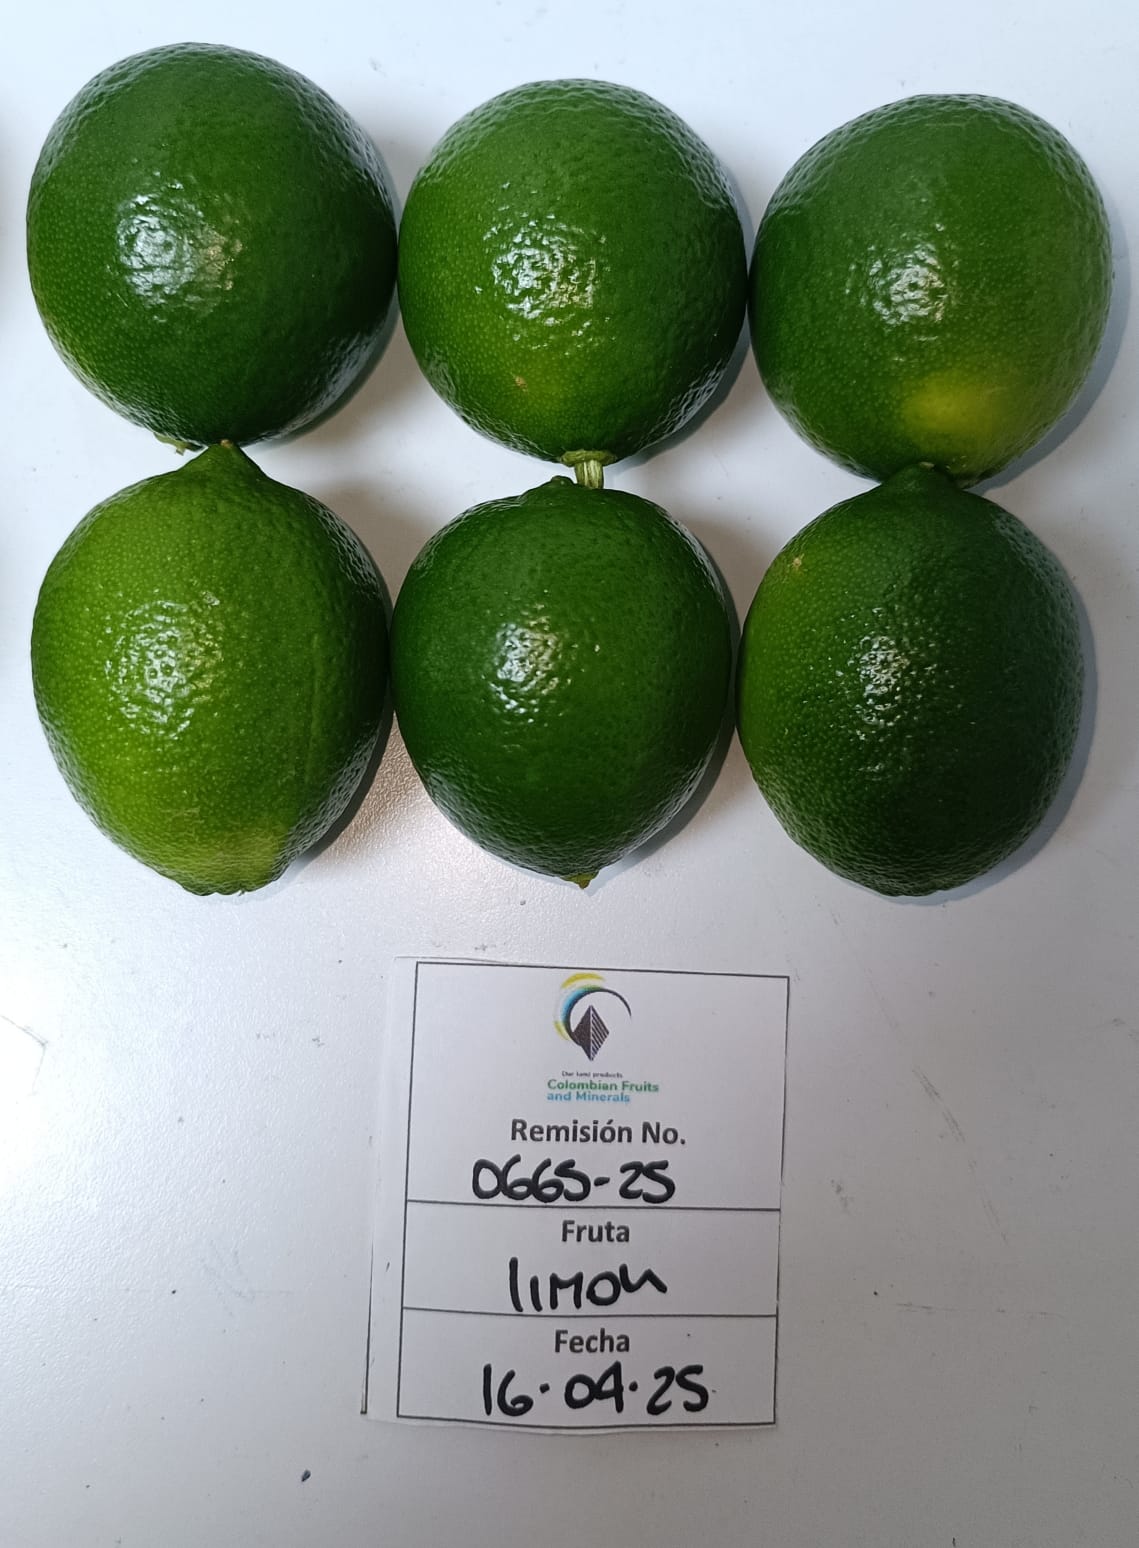 Our land products
Colombian Fruits
and Minerals
Remisión No.
0665-25
Fruta
limon
Fecha
16.04.25